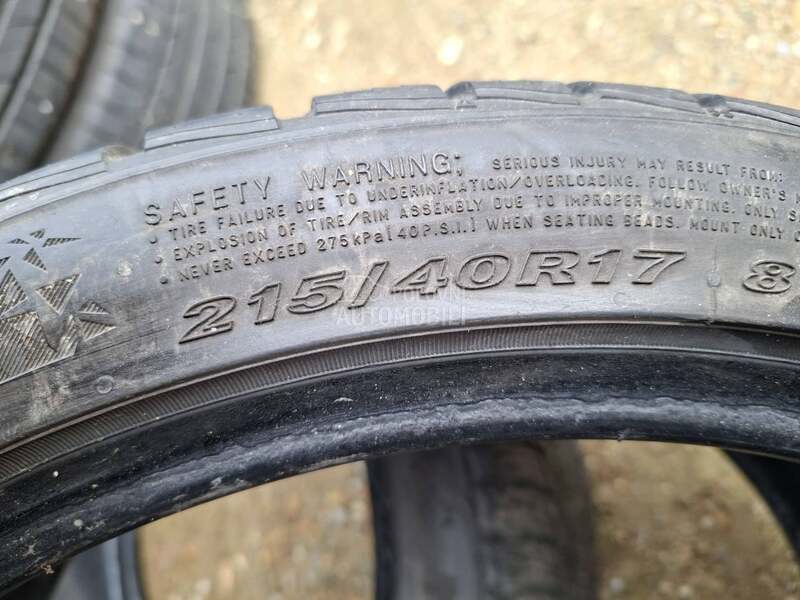 SAFETY WARNING; SERIOUS INJURY MAY RESULT FROM:
• TIRE FAILURE DUE TO UNDERINFLATION/OVERLOADING. FOLLOW OWNER'S
• EXPLOSION OF TIRE/RIM ASSEMBLY DUE TO IMPROPER MOUNTING. ONLY S
• NEVER EXCEED 275kPa[40P.S.I.] WHEN SEATING BEADS. MOUNT ONLY
215/40R17 8
AUTOMOBILI